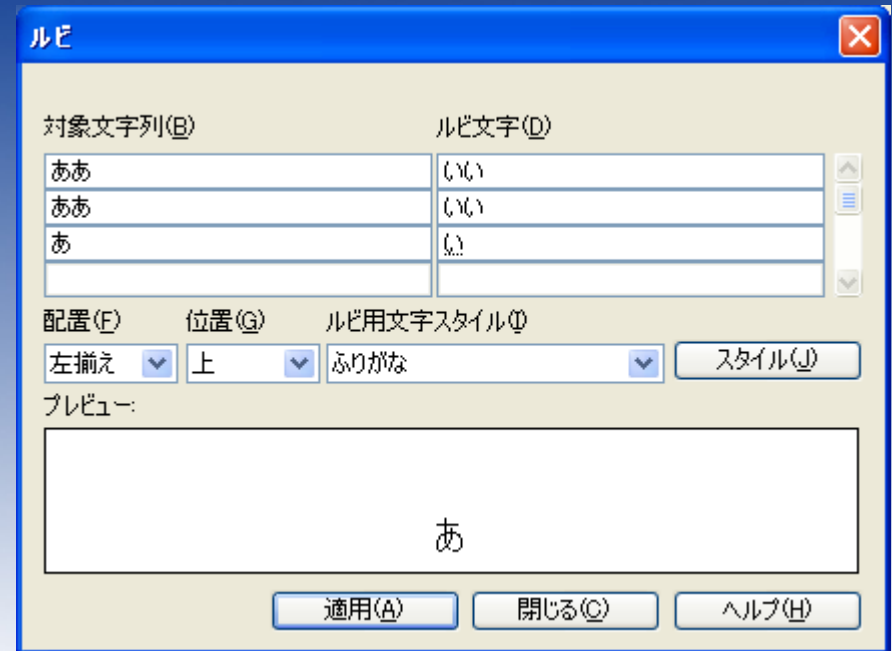 ルビ
対象文字列(B) ルビ文字(D)
ああ いい
ああ いい
あ い
配置(F) 位置(G) ルビ用文字スタイル(I)
左揃え 上 ふりがな スタイル(J)
プレビュー:
あ
適用(A) 閉じる(C) ヘルプ(H)